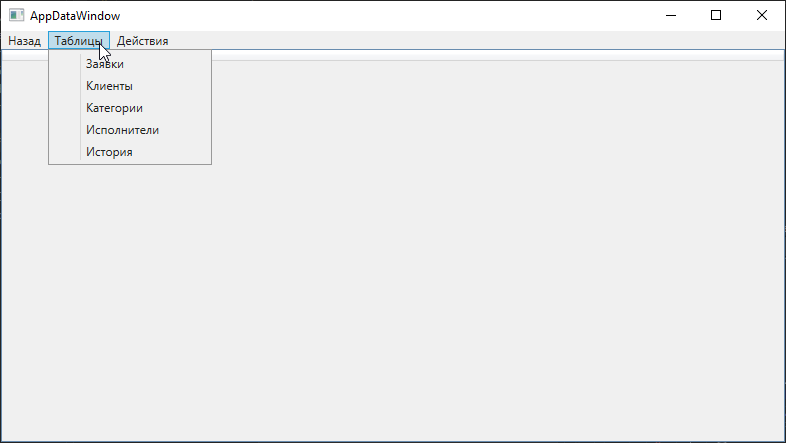 AppDataWindow
Назад Таблицы Действия
Заявки
Клиенты
Категории
Исполнители
История